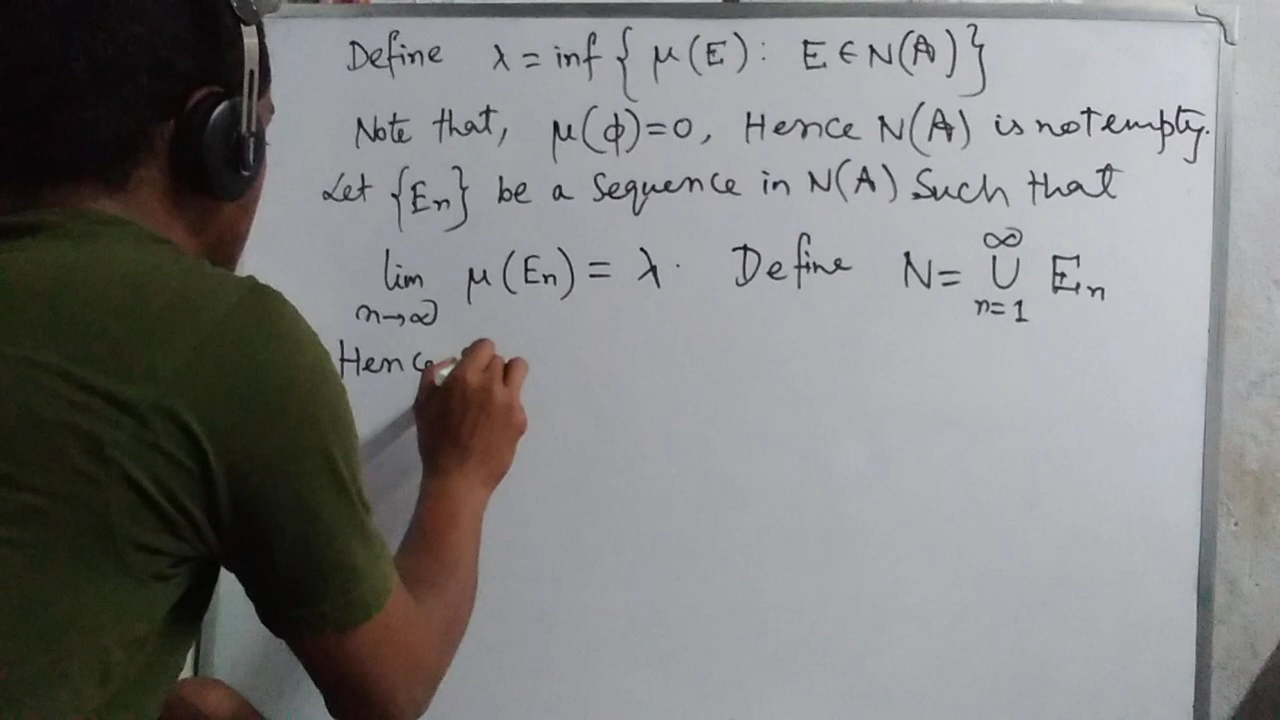 Define λ = inf { μ(E) : E ∈ N(A) }
Note that, μ(φ)=0, Hence N(A) is not empty.
Let {En} be a sequence in N(A) Such that
lim n→∞ μ(En) = λ. Define N = ∞ ∪ n=1 En
Hence